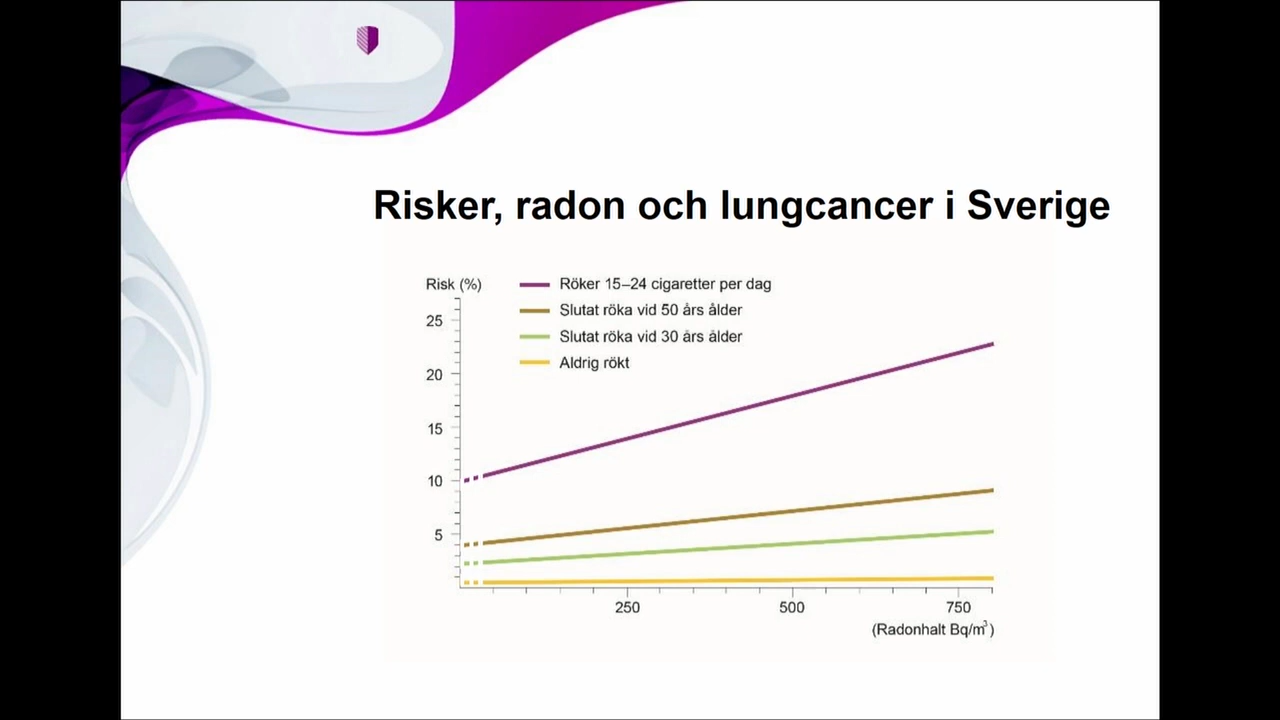 Risker, radon och lungcancer i Sverige
Risk (%)
Röker 15–24 cigaretter per dag
Slutat röka vid 50 års ålder
Slutat röka vid 30 års ålder
Aldrig rökt
25
20
15
10
5
250 500 750
(Radonhalt Bq/m³)